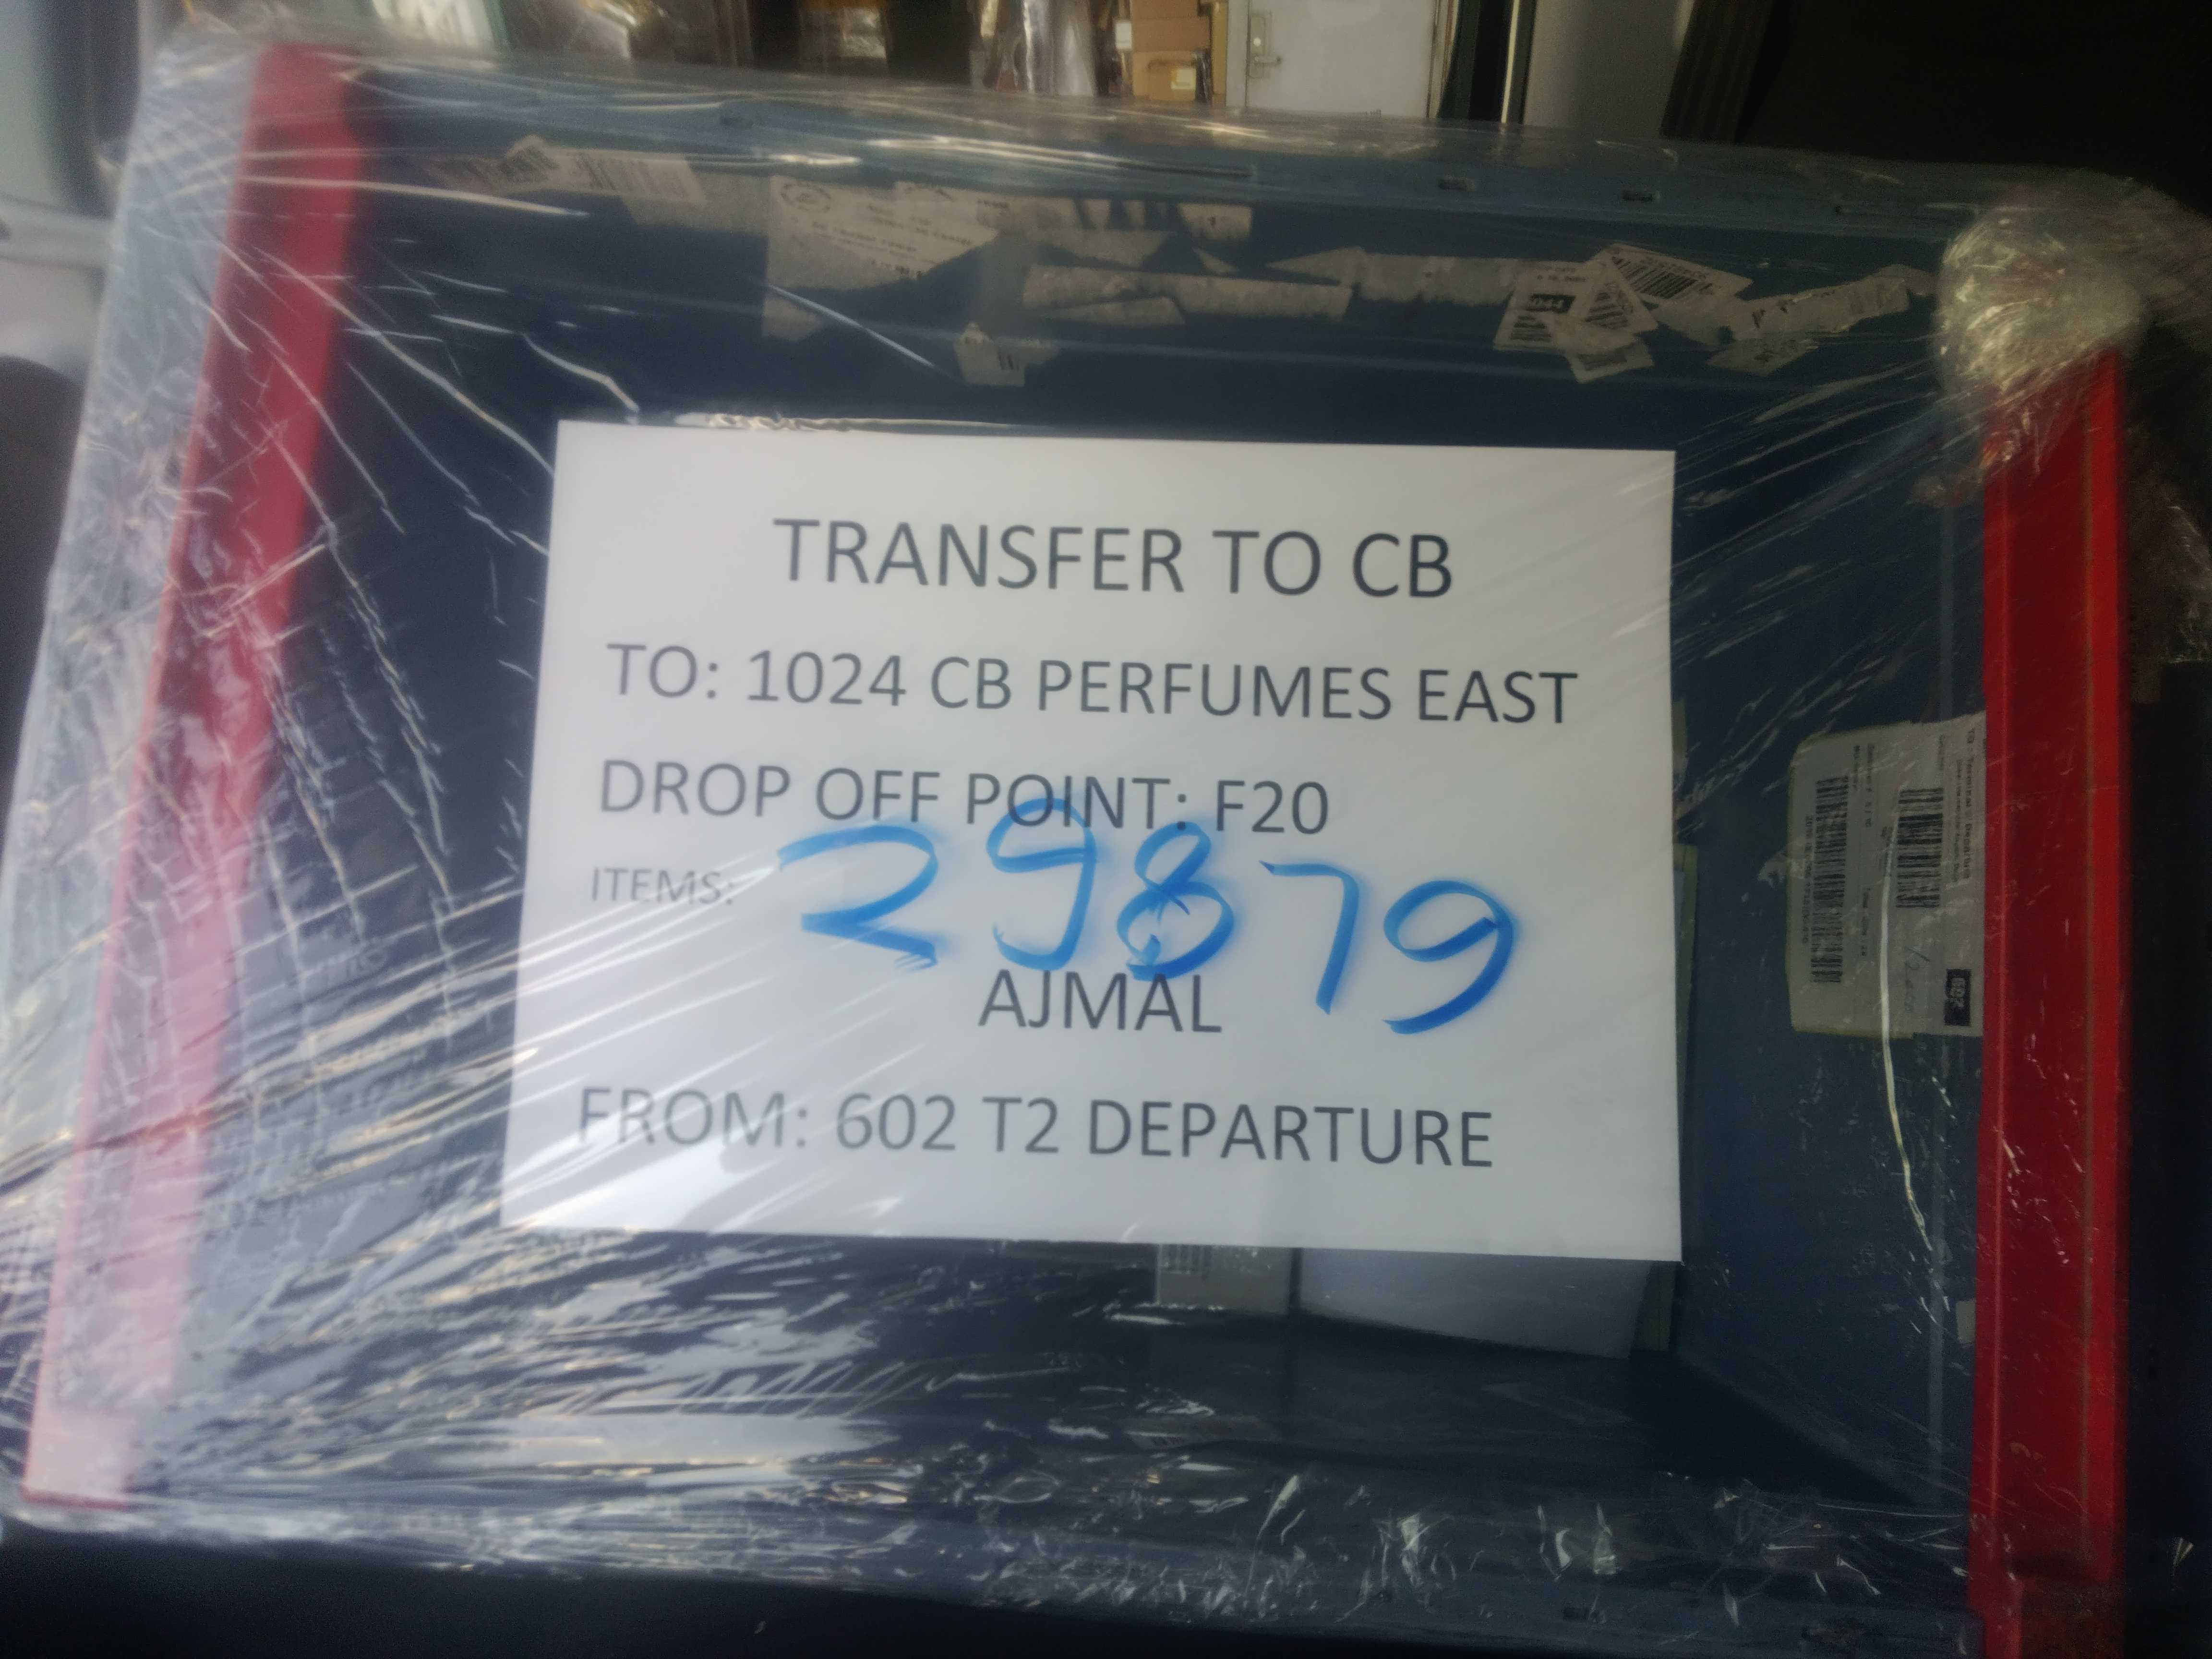 TRANSFER TO CB
TO: 1024 CB PERFUMES EAST
DROP OFF POINT: F20
ITEMS:
29879
AJMAL
FROM: 602 T2 DEPARTURE
044